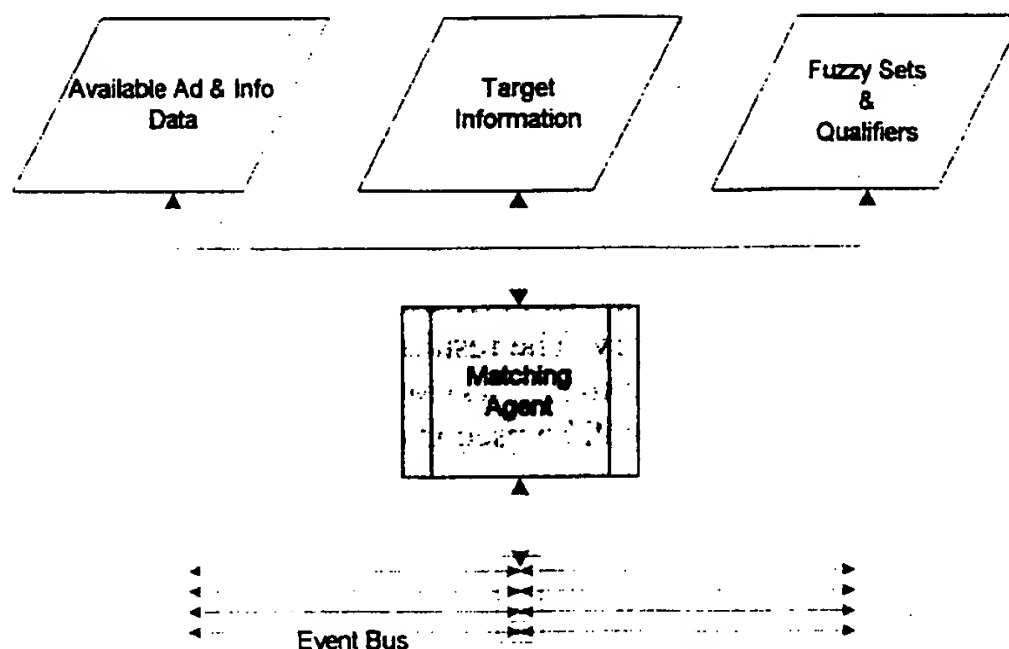 Available Ad & Info
Data
Target
Information
Fuzzy Sets
&
Qualifiers
Matching
Agent
Event Bus